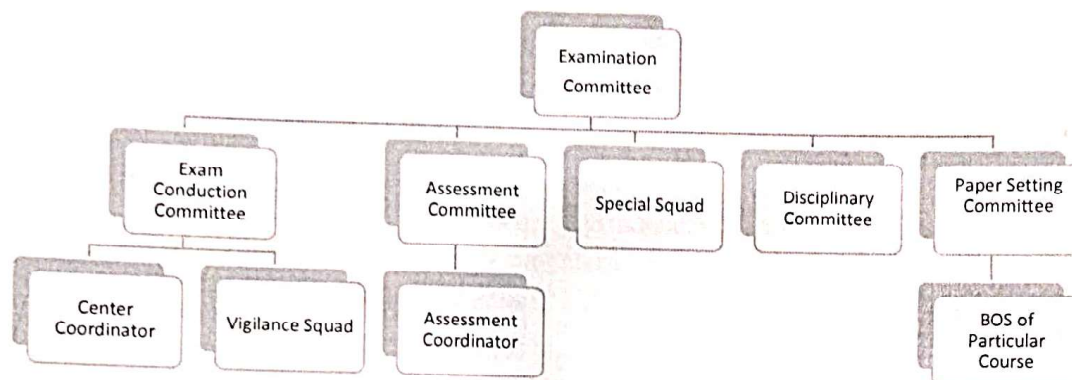 Examination
Committee
Exam
Conduction
Committee
Assessment
Committee
Special Squad
Disciplinary
Committee
Paper Setting
Committee
Center
Coordinator
Vigilance Squad
Assessment
Coordinator
BOS of
Particular
Course